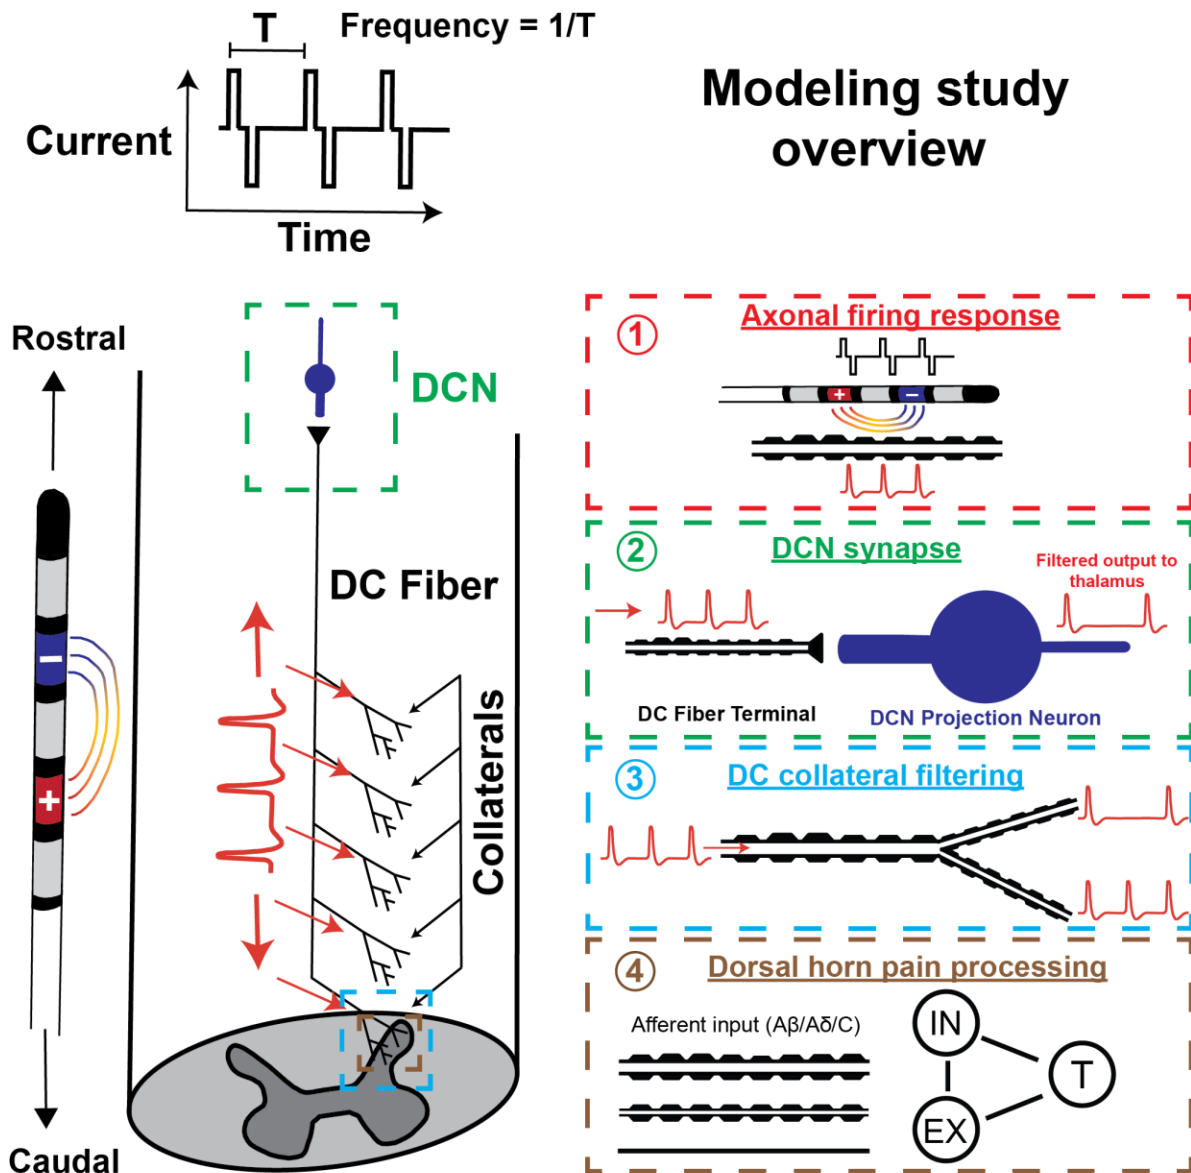 T
Frequency = 1/T
Current
Time
Modeling study
overview
Rostral
DCN
DC Fiber
Collaterals
−
+
Caudal
1
Axonal firing response
+
−
2
DCN synapse
Filtered output to
thalamus
DC Fiber Terminal
DCN Projection Neuron
3
DC collateral filtering
4
Dorsal horn pain processing
Afferent input (Aβ/Aδ/C)
IN
T
EX